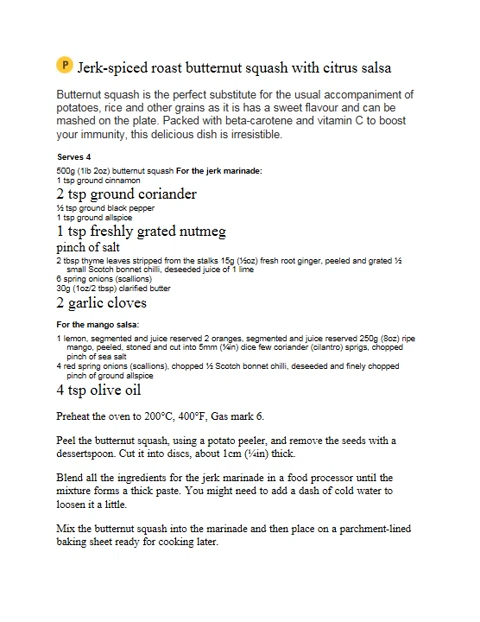 P Jerk-spiced roast butternut squash with citrus salsa
Butternut squash is the perfect substitute for the usual accompaniment of
potatoes, rice and other grains as it is has a sweet flavour and can be
mashed on the plate. Packed with beta-carotene and vitamin C to boost
your immunity, this delicious dish is irresistible.
Serves 4
500g (1lb 2oz) butternut squash For the jerk marinade:
1 tsp ground cinnamon
2 tsp ground coriander
½ tsp ground black pepper
1 tsp ground allspice
1 tsp freshly grated nutmeg
pinch of salt
2 tbsp thyme leaves stripped from the stalks 15g (½oz) fresh root ginger, peeled and grated ½
small Scotch bonnet chilli, deseeded juice of 1 lime
6 spring onions (scallions)
30g (1oz/2 tbsp) clarified butter
2 garlic cloves
For the mango salsa:
1 lemon, segmented and juice reserved 2 oranges, segmented and juice reserved 250g (8oz) ripe
mango, peeled, stoned and cut into 5mm (¼in) dice few coriander (cilantro) sprigs, chopped
pinch of sea salt
4 red spring onions (scallions), chopped ½ Scotch bonnet chilli, deseeded and finely chopped
pinch of ground allspice
4 tsp olive oil
Preheat the oven to 200°C, 400°F, Gas mark 6.
Peel the butternut squash, using a potato peeler, and remove the seeds with a
dessertspoon. Cut it into discs, about 1cm (½in) thick.
Blend all the ingredients for the jerk marinade in a food processor until the
mixture forms a thick paste. You might need to add a dash of cold water to
loosen it a little.
Mix the butternut squash into the marinade and then place on a parchment-lined
baking sheet ready for cooking later.